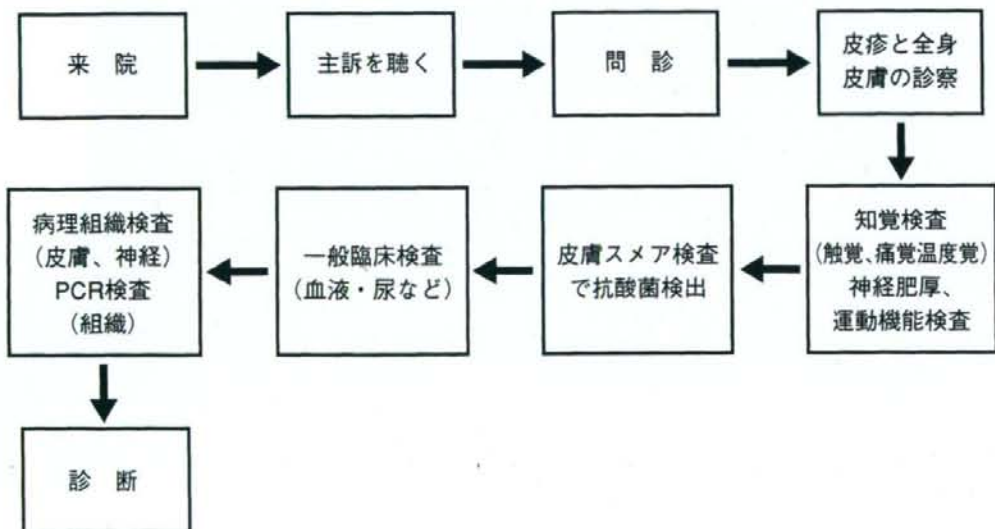 来 院
主訴を聴く
問 診
皮疹と全身
皮膚の診察
知覚検査
(触覚、痛覚温度覚)
神経肥厚、
運動機能検査
皮膚スメア検査
で抗酸菌検出
一般臨床検査
(血液・尿など)
病理組織検査
(皮膚、神経)
PCR検査
(組織)
診 断